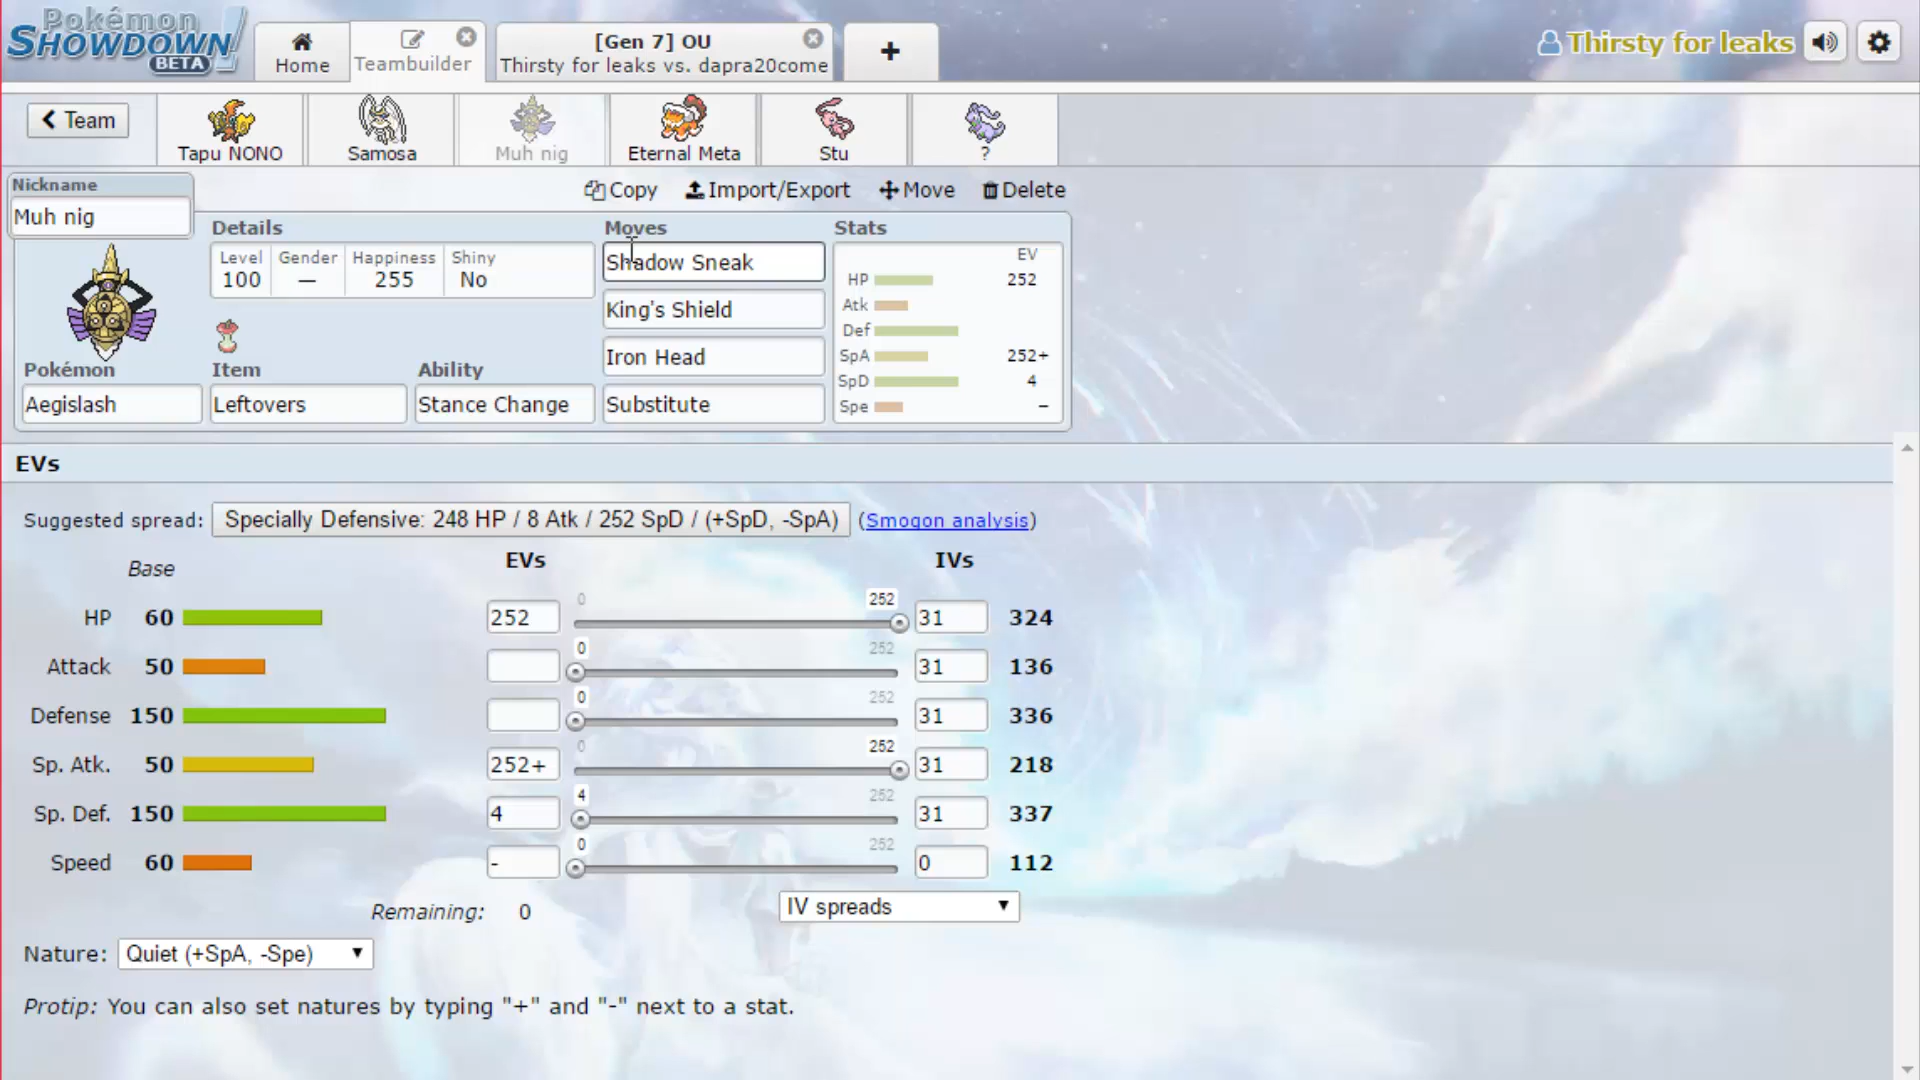 Pokémon
SHOWDOWN!
BETA
Home
Teambuilder
[Gen 7] OU
Thirsty for leaks vs. dapra20come
+
Thirsty for leaks
Team
Tapu NONO
Samosa
Muh nig
Eternal Meta
Stu
?
Copy
Import/Export
Move
Delete
Nickname
Muh nig
Details
Level
100
Gender
—
Happiness
255
Shiny
No
Pokémon
Aegislash
Item
Leftovers
Ability
Stance Change
Moves
Shadow Sneak
King's Shield
Iron Head
Substitute
Stats
EV
HP 252
Atk
Def
SpA 252+
SpD 4
Spe −
EVs
Suggested spread: Specially Defensive: 248 HP / 8 Atk / 252 SpD / (+SpD, -SpA) (Smogon analysis)
Base EVs IVs
HP 60 252 0 252 31 324
Attack 50 0 252 31 136
Defense 150 0 252 31 336
Sp. Atk. 50 252+ 0 252 31 218
Sp. Def. 150 4 4 252 31 337
Speed 60 - 0 252 0 112
Remaining: 0
IV spreads
Nature: Quiet (+SpA, -Spe)
Protip: You can also set natures by typing "+" and "-" next to a stat.